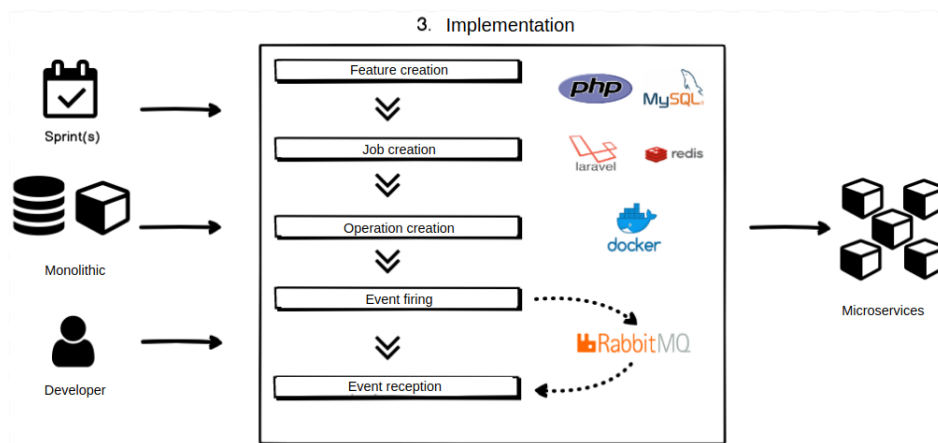 3. Implementation
Sprint(s)
Monolithic
Developer
Feature creation
Job creation
Operation creation
Event firing
Event reception
php
MySQL
laravel
redis
docker
RabbitMQ
Microservices